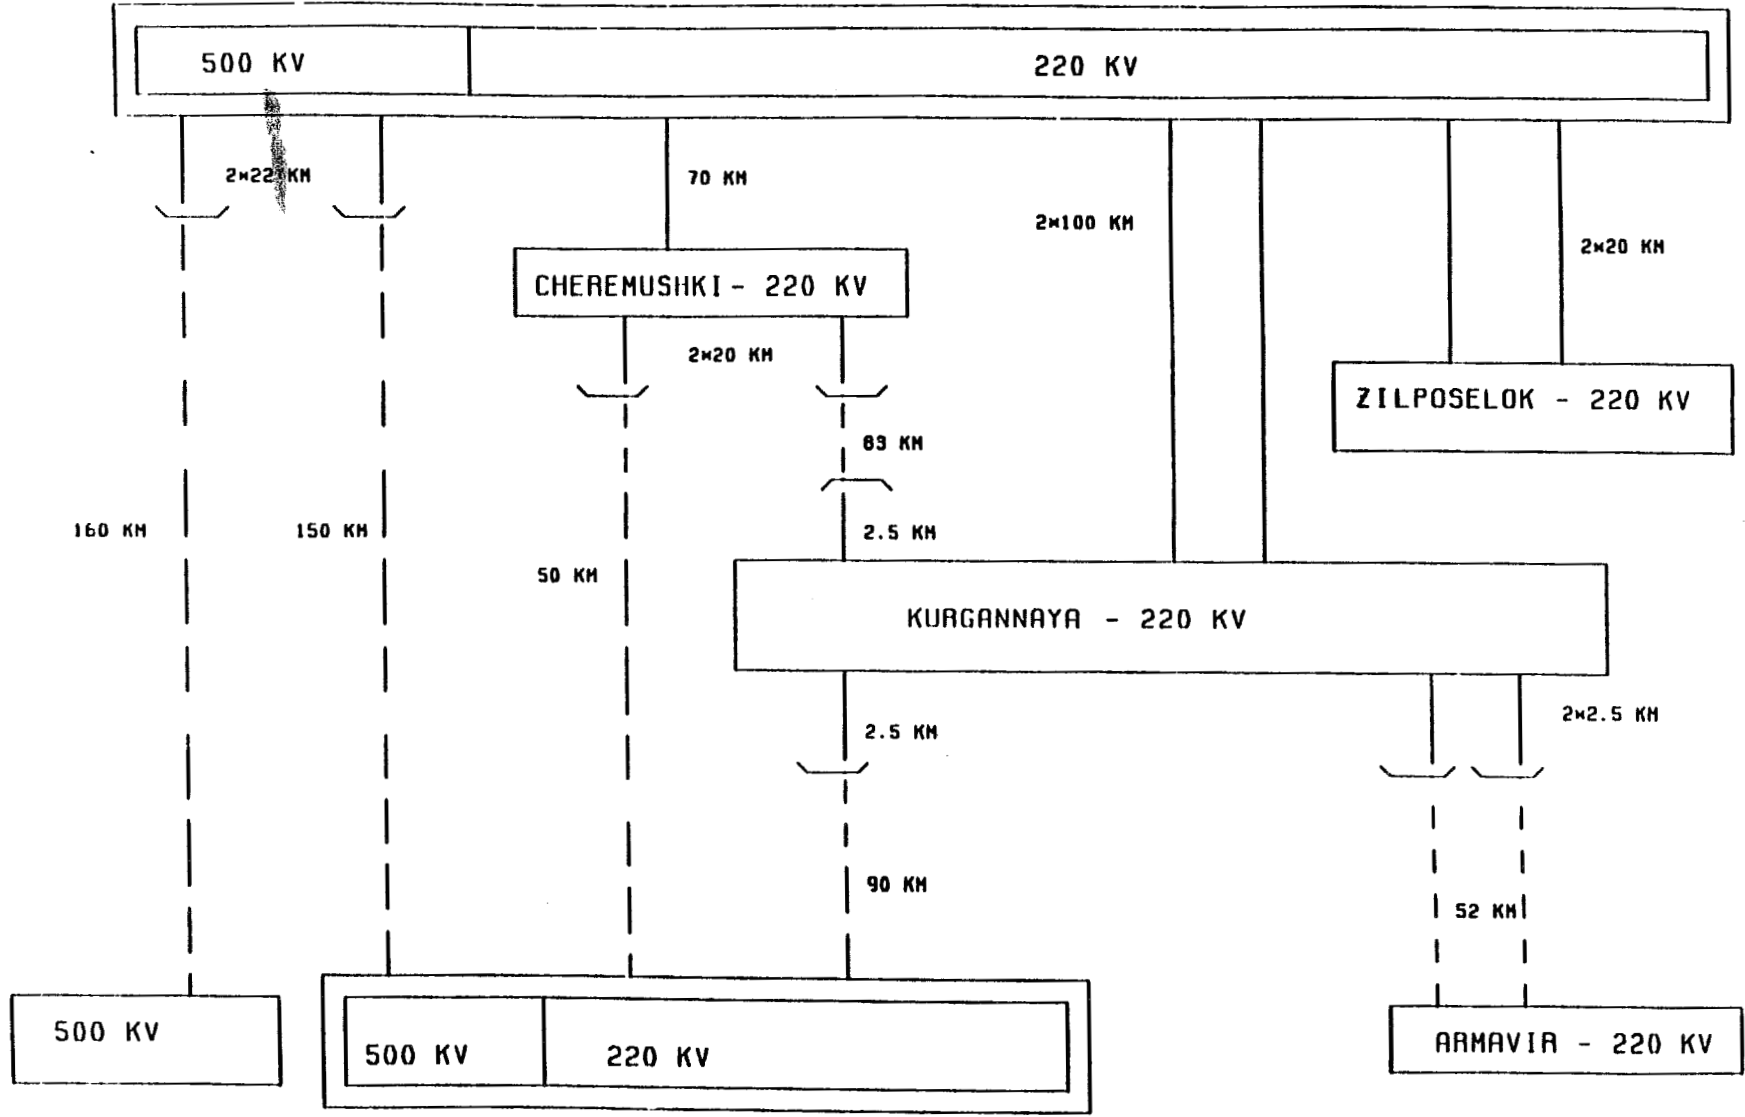 500 KV
220 KV
2×22 KM
70 KM
2×100 KM
2×20 KM
CHEREMUSHKI - 220 KV
2×20 KM
ZILPOSELOK - 220 KV
83 KM
160 KM
150 KM
2.5 KM
50 KM
KURGANNAYA - 220 KV
2.5 KM
2×2.5 KM
90 KM
52 KM
500 KV
500 KV
220 KV
ARMAVIR - 220 KV